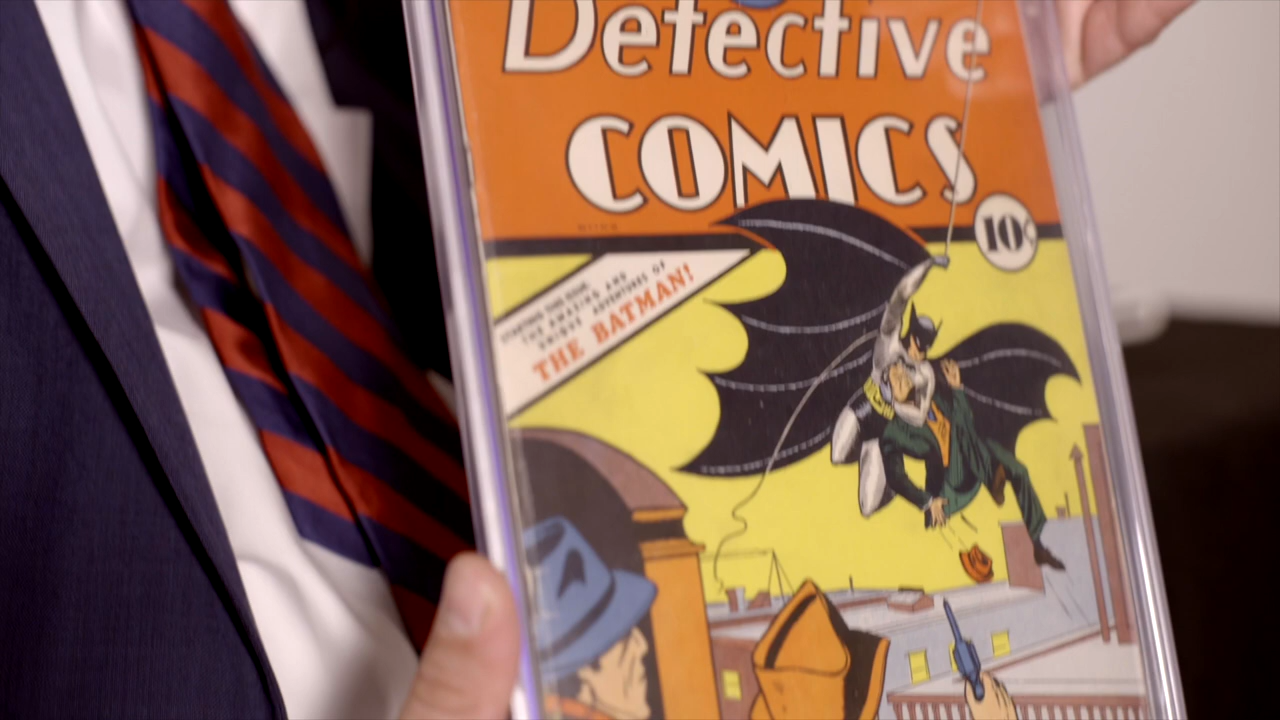 Detective
COMICS
10¢
STARTING THIS ISSUE:
THE AMAZING AND
UNIQUE ADVENTURES OF
THE BATMAN!